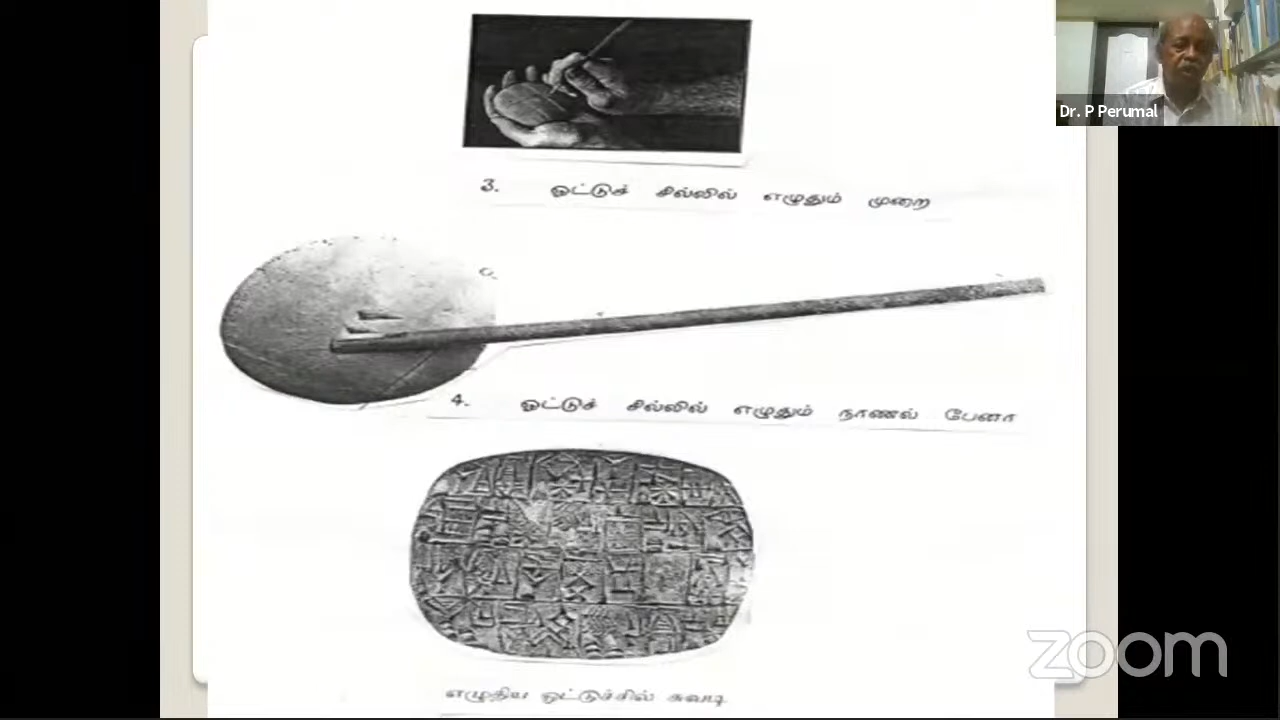 Dr. P Perumal
3. ஓட்டுச் சில்லில் எழுதும் முறை
4. ஓட்டுச் சில்லில் எழுதும் நாணல் பேனா
எழுதிய ஓட்டுச்சில் சுவடி
zoom